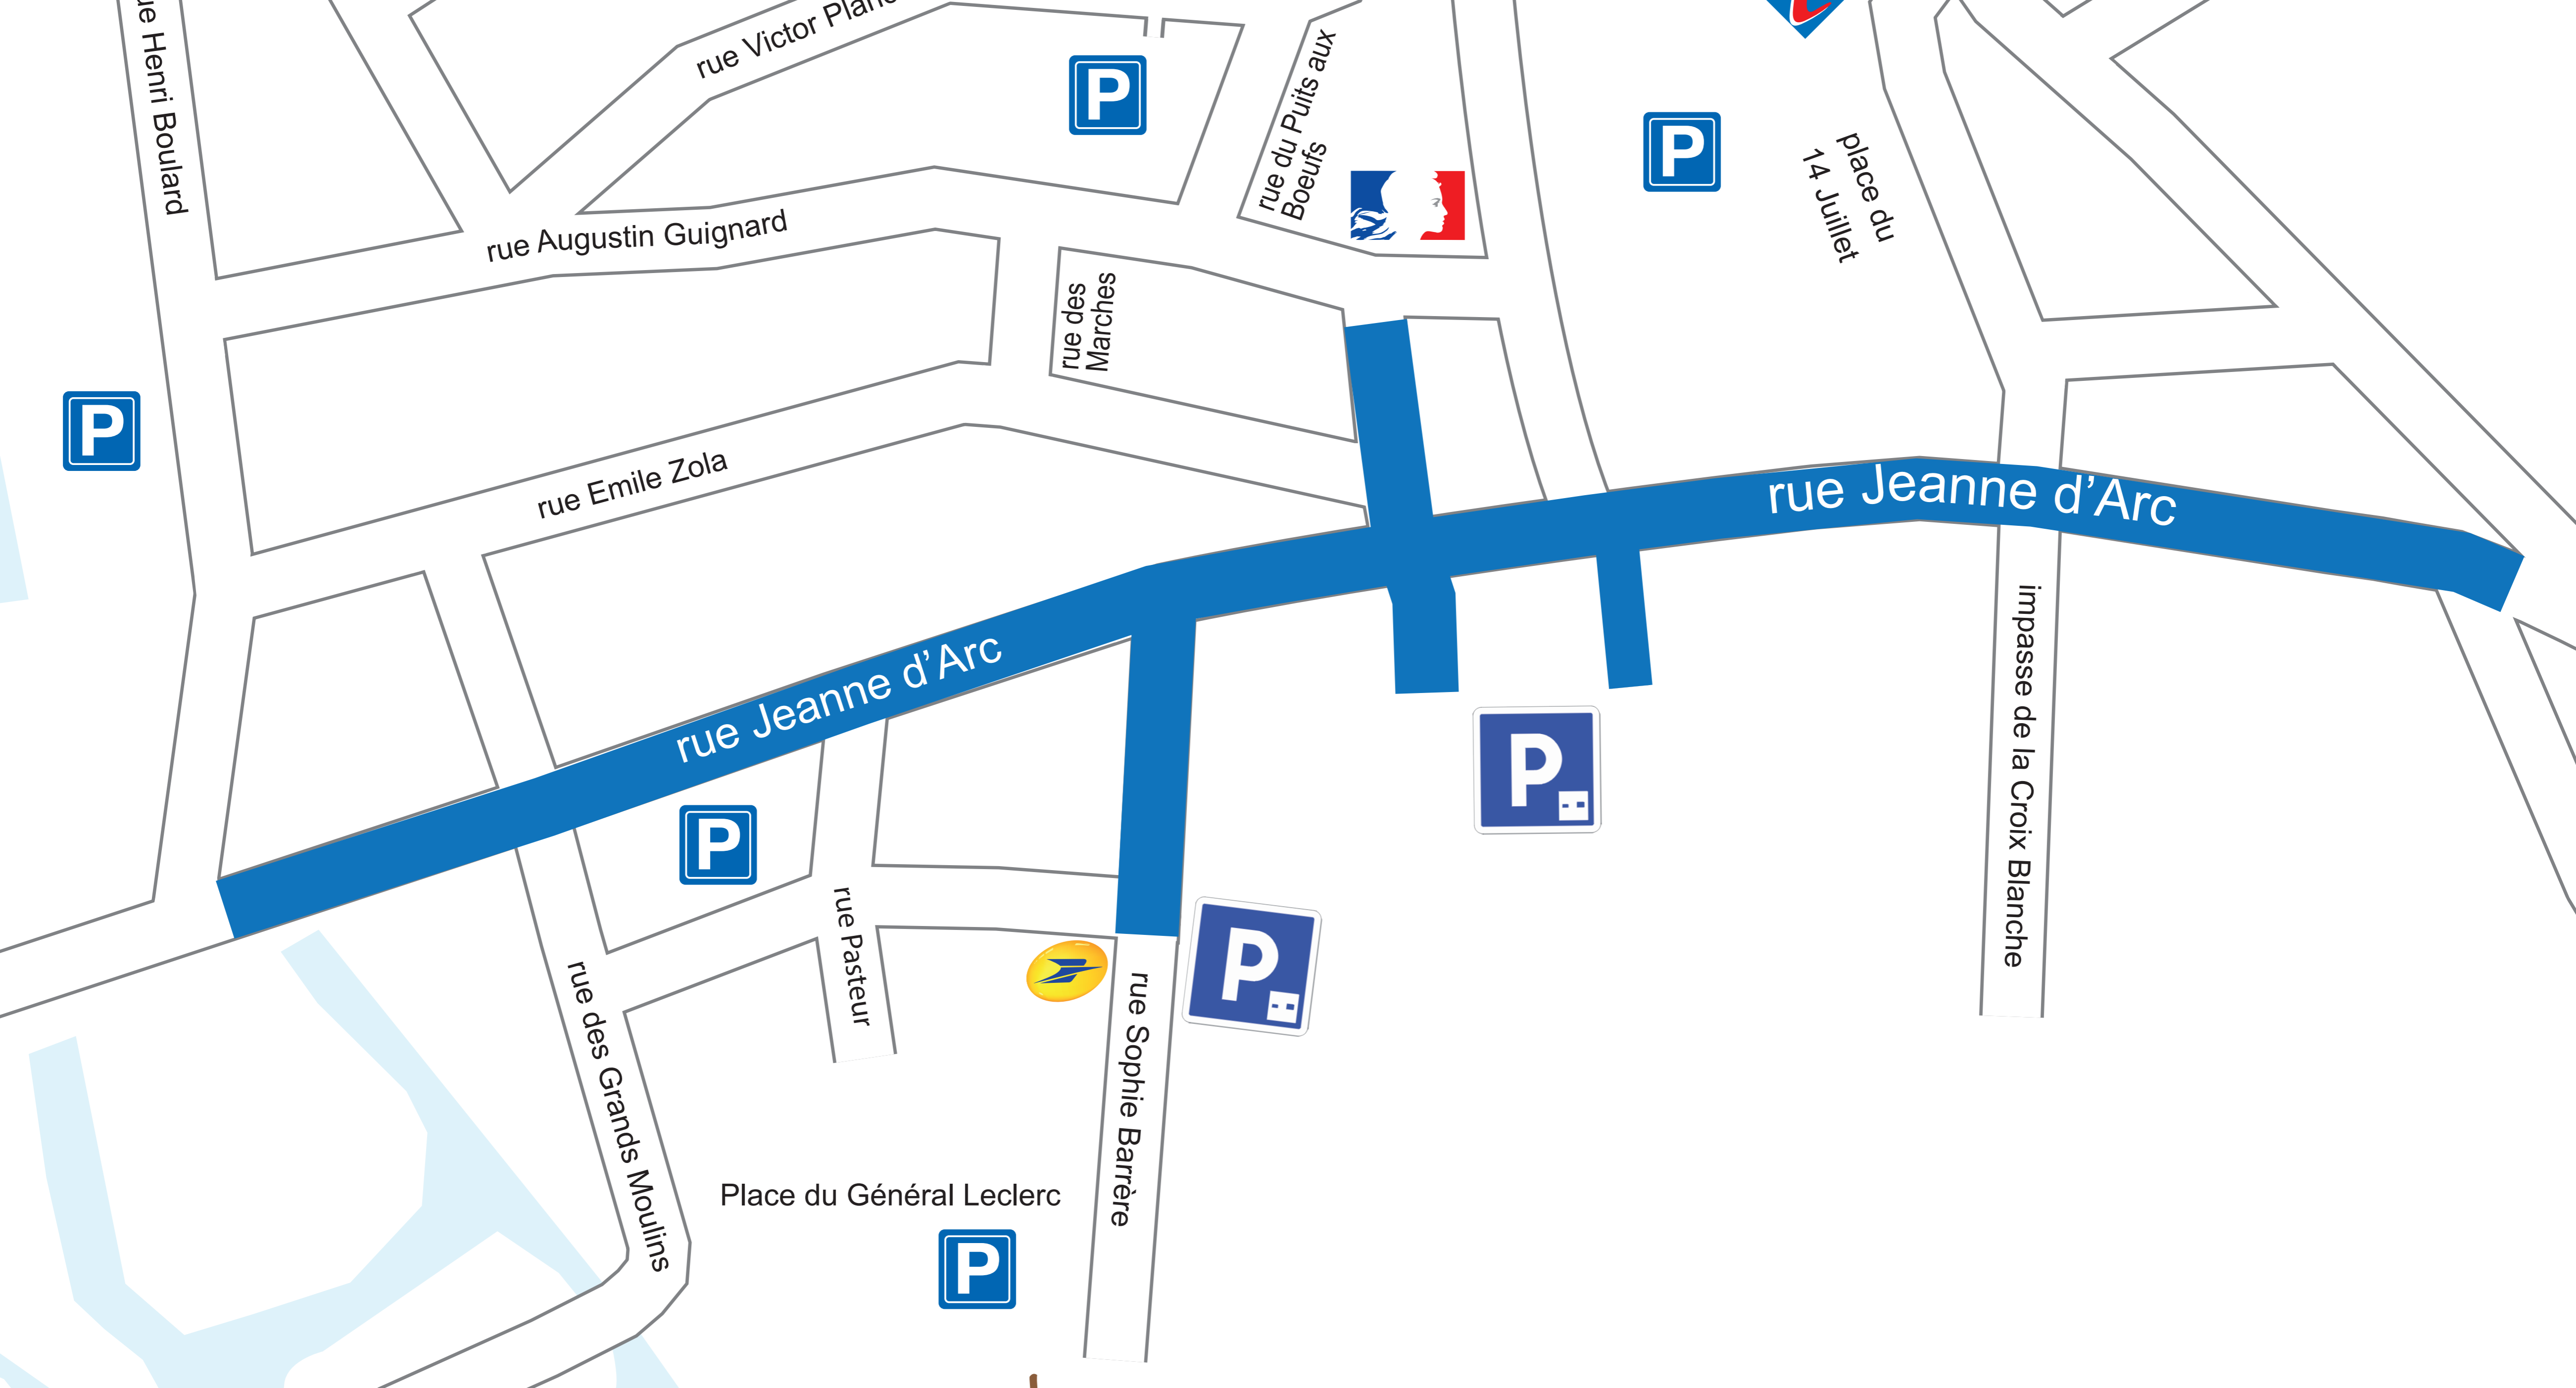 Henri Boulard
rue Victor
P
rue du Puits aux
Boeufs
P
place du
14 Juillet
rue Augustin Guignard
rue des
Marches
P
rue Emile Zola
rue Jeanne d’Arc
rue Jeanne d’Arc
impasse de la Croix Blanche
P
P
rue Pasteur
P
rue des Grands Moulins
rue Sophie Barrère
Place du Général Leclerc
P